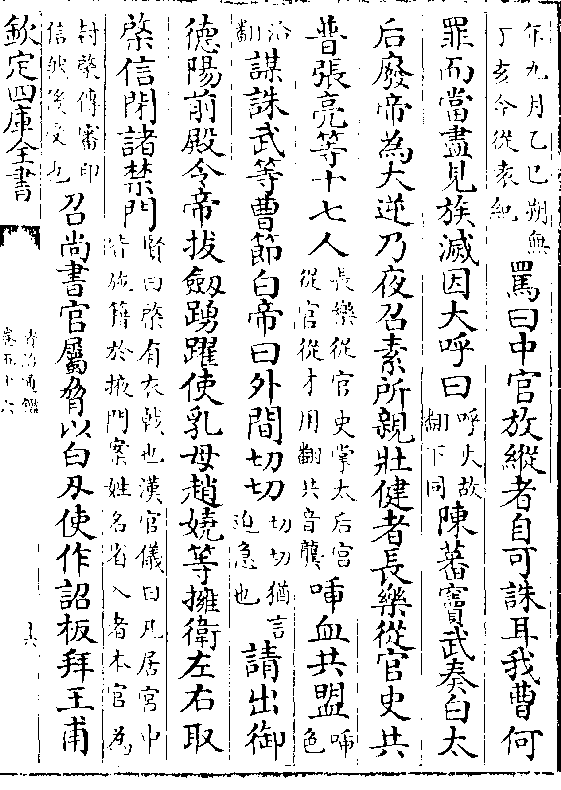 乍九月乙巳朔無
丁亥今從袁紀
罵曰中官放縱者自可誅耳我曹何
罪而當盡見族滅因大呼曰
呼火故
翻下同
陳蕃竇武奏白太
后廢帝為大逆乃夜召素所親壯健者長樂從官史共
普張亮等十七人
長樂從官史掌太后宫
從官從才用翻共音龔
喢血共盟
喢色
洽
翻
謀誅武等曹節白帝曰外間切切
切切猶言
迫急也
請出御
德陽前殿令帝拔劒踴躍使乳母趙嬈等擁衛左右取
棨信閉諸禁門
賢曰棨有衣戟也漢官儀曰凡居宫中
皆施籍於掖門案姓名省入者本官為
封棨傳審印
信然後受也
召尚書官屬脅以白刃使作詔板拜王甫
欽定四庫全書
資治通鑑
卷五十六